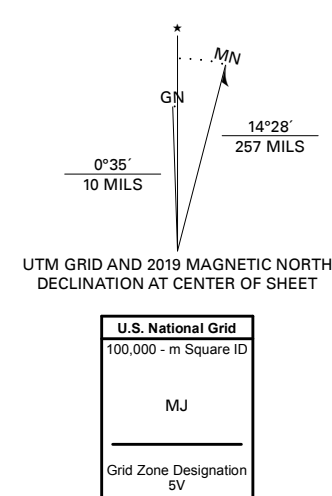 ★
MN
GN
14°28´
257 MILS
0°35´
10 MILS
UTM GRID AND 2019 MAGNETIC NORTH
DECLINATION AT CENTER OF SHEET
U.S. National Grid
100,000 - m Square ID
MJ
Grid Zone Designation
5V